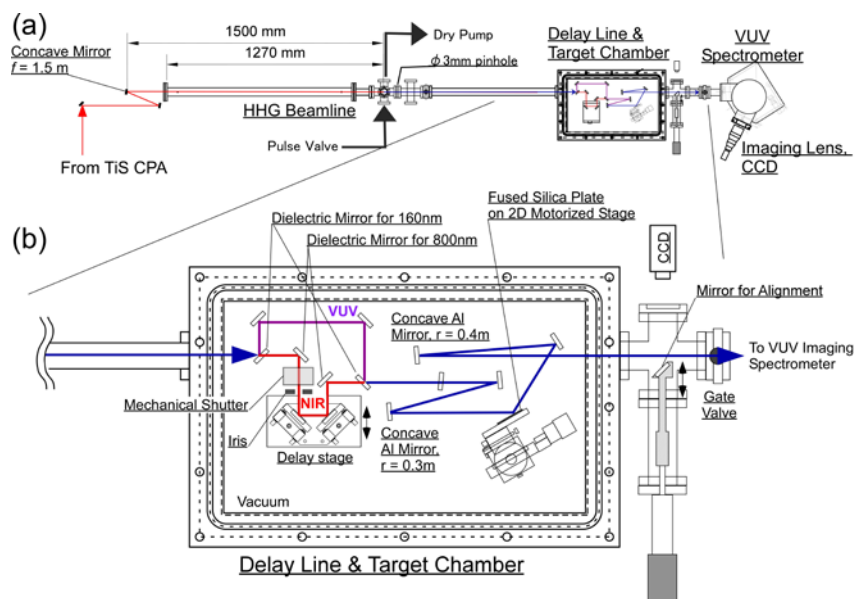 (a)
1500 mm
Dry Pump
Concave Mirror
f = 1.5 m
1270 mm
ϕ 3mm pinhole
Delay Line &
Target Chamber
VUV
Spectrometer
HHG Beamline
From TiS CPA
Pulse Valve
Imaging Lens,
CCD
(b)
Fused Silica Plate
on 2D Motorized Stage
Dielectric Mirror for 160nm
Dielectric Mirror for 800nm
CCD
Mirror for Alignment
VUV
Concave Al
Mirror, r = 0.4m
To VUV Imaging
Spectrometer
Mechanical Shutter
NIR
Gate
Valve
Iris
Delay stage
Concave
Al Mirror,
r = 0.3m
Vacuum
Delay Line & Target Chamber